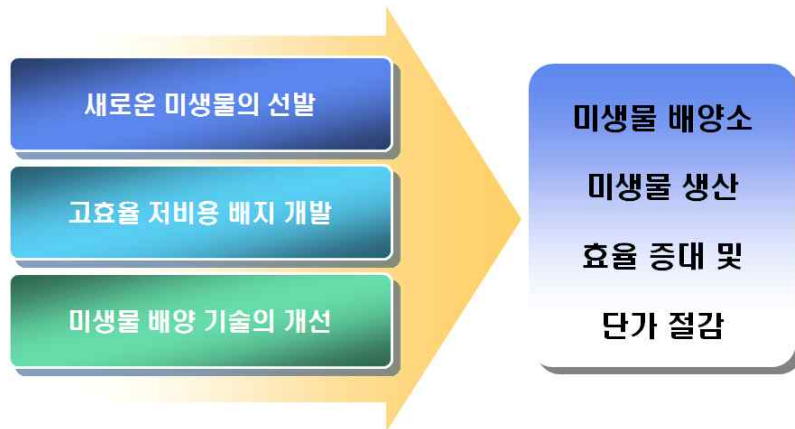 새로운 미생물의 선발
고효율 저비용 배지 개발
미생물 배양 기술의 개선
미생물 배양소
미생물 생산
효율 증대 및
단가 절감